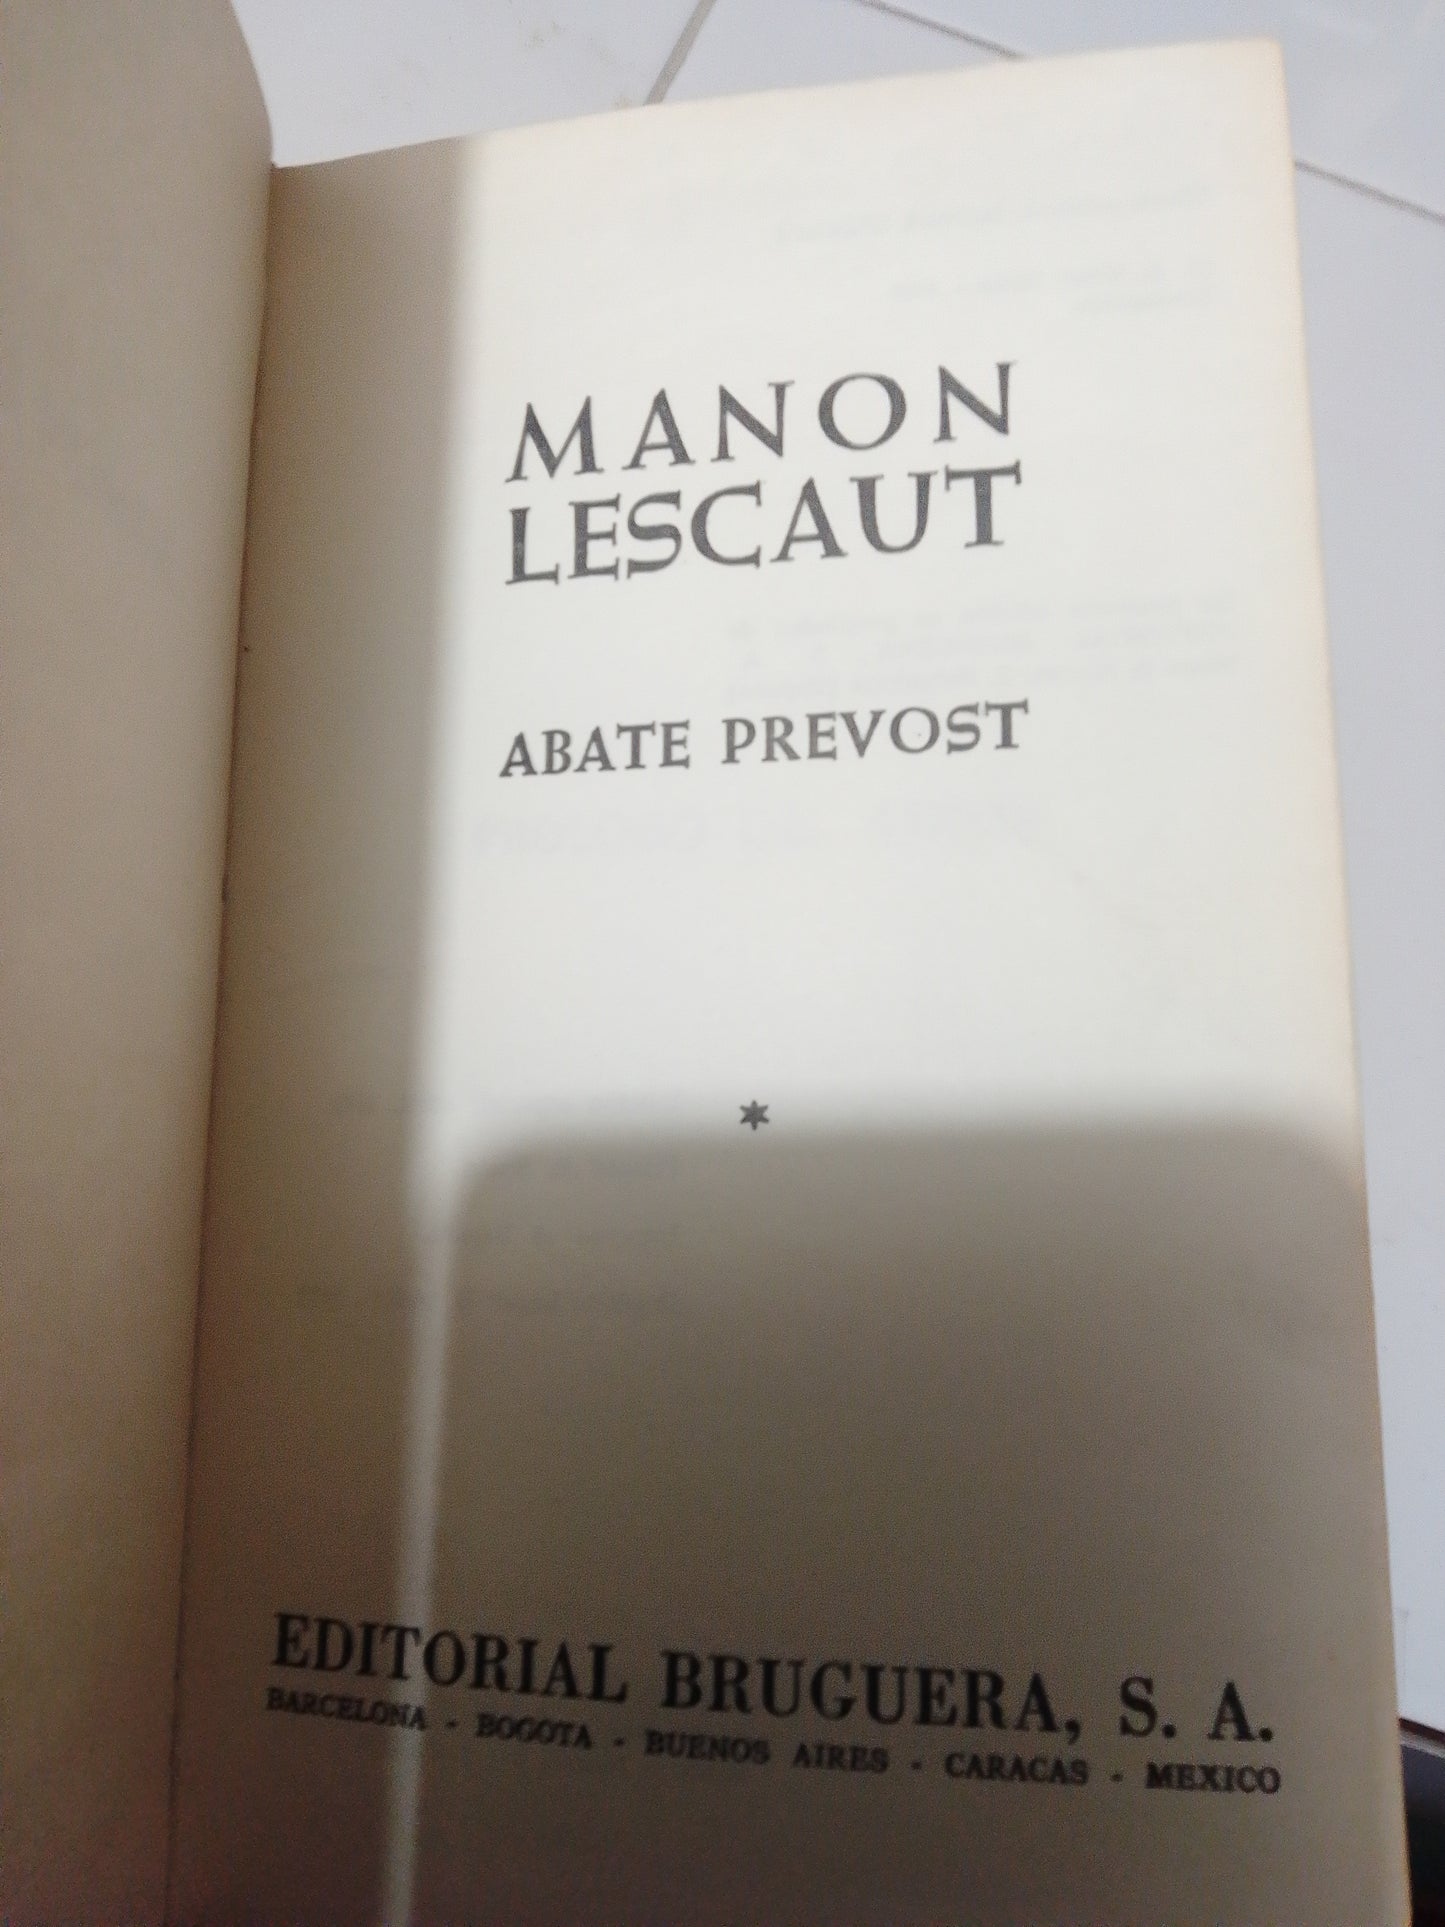 MANON
LESCAUT
ABATE PREVOST
*
EDITORIAL BRUGUERA, S. A.
BARCELONA - BOGOTA - BUENOS AIRES - CARACAS - MEXICO